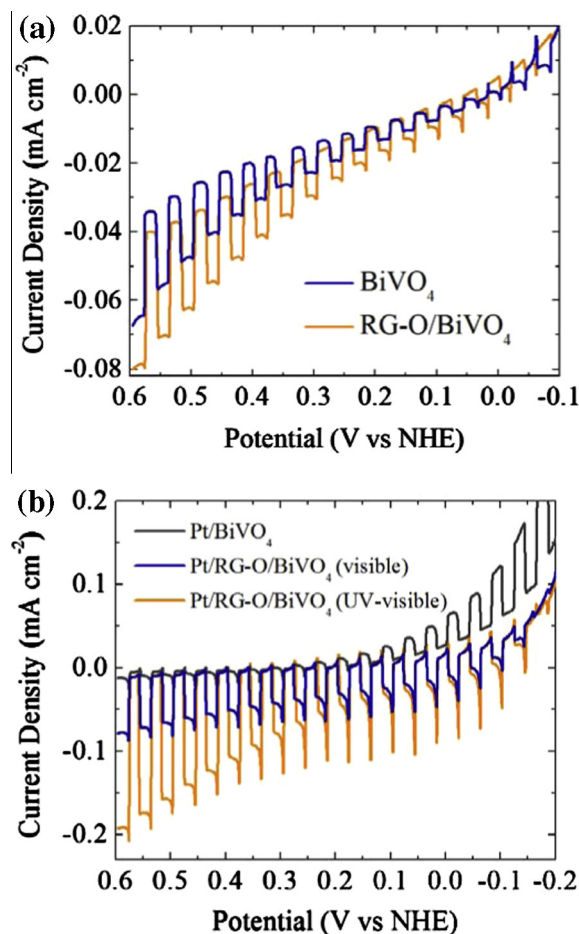 (a)
0.02
0.00
-0.02
-0.04
-0.06
-0.08
Current Density (mA cm-2)
BiVO4
RG-O/BiVO4
0.6 0.5 0.4 0.3 0.2 0.1 0.0 -0.1
Potential (V vs NHE)
(b)
0.2
0.1
0.0
-0.1
-0.2
Current Density (mA cm-2)
Pt/BiVO4
Pt/RG-O/BiVO4 (visible)
Pt/RG-O/BiVO4 (UV-visible)
0.6 0.5 0.4 0.3 0.2 0.1 0.0 -0.1 -0.2
Potential (V vs NHE)